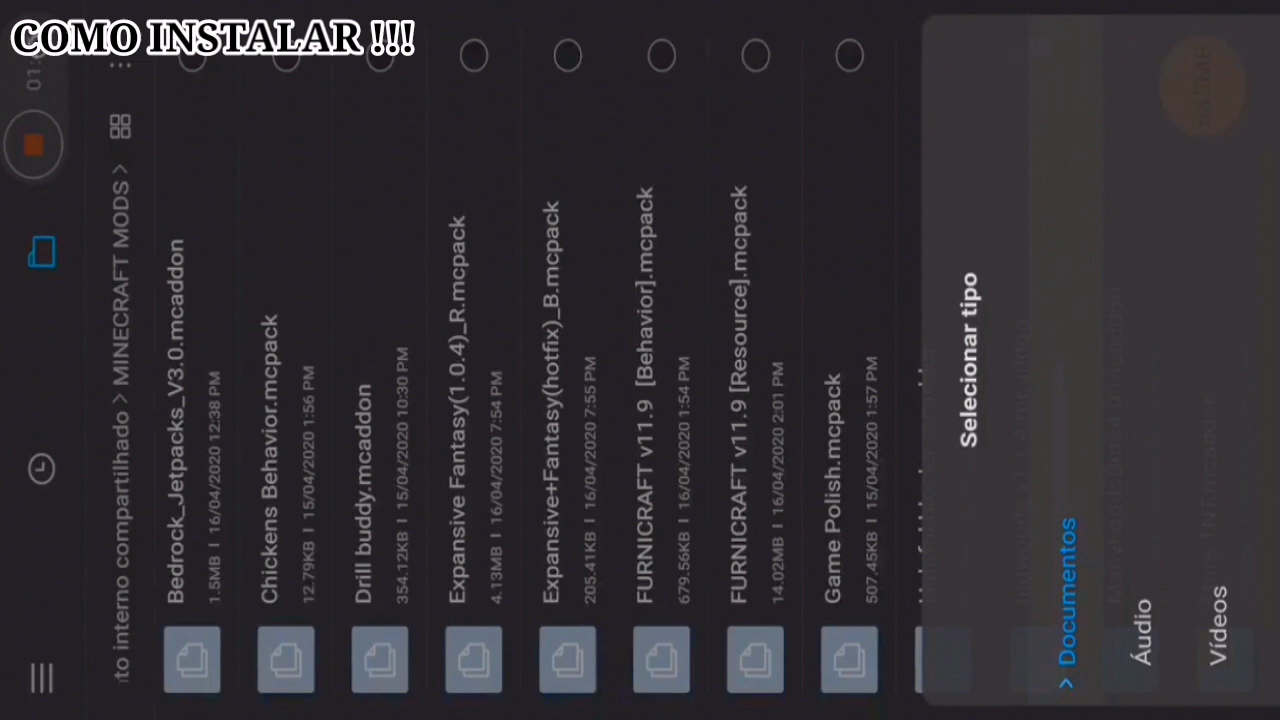 COMO INSTALAR !!!
to interno compartilhado > MINECRAFT MODS >
Bedrock_Jetpacks_V3.0.mcaddon
1.5MB | 16/04/2020 12:38 PM
Chickens Behavior.mcpack
12.79KB | 15/04/2020 1:56 PM
Drill buddy.mcaddon
354.12KB | 15/04/2020 10:30 PM
Expansive Fantasy(1.0.4)_R.mcpack
4.13MB | 16/04/2020 7:54 PM
Expansive+Fantasy(hotfix)_B.mcpack
205.41KB | 16/04/2020 7:55 PM
FURNICRAFT v11.9 [Behavior].mcpack
679.56KB | 16/04/2020 1:54 PM
FURNICRAFT v11.9 [Resource].mcpack
14.02MB | 16/04/2020 2:01 PM
Game Polish.mcpack
507.45KB | 15/04/2020 1:57 PM
Selecionar tipo
> Documentos
Áudio
Vídeos